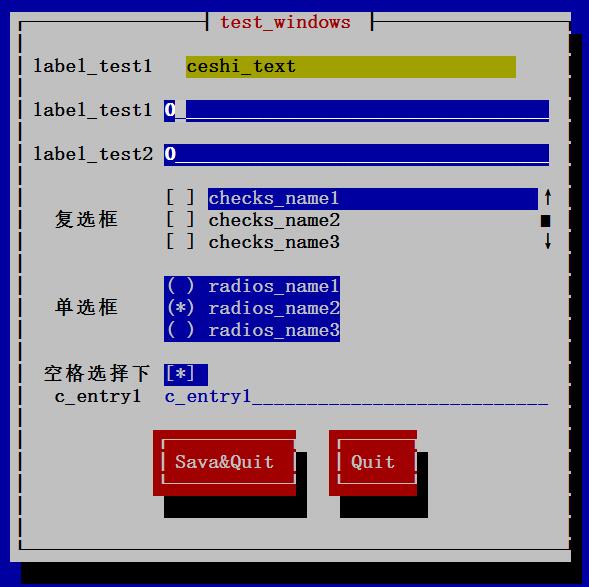 test_windows
label_test1 ceshi_text
label_test1 0
label_test2 0
[ ] checks_name1 ↑
复选框 [ ] checks_name2
[ ] checks_name3 ↓
( ) radios_name1
单选框 (*) radios_name2
( ) radios_name3
空格选择下 [*]
c_entry1 c_entry1___________________________
Sava&Quit Quit